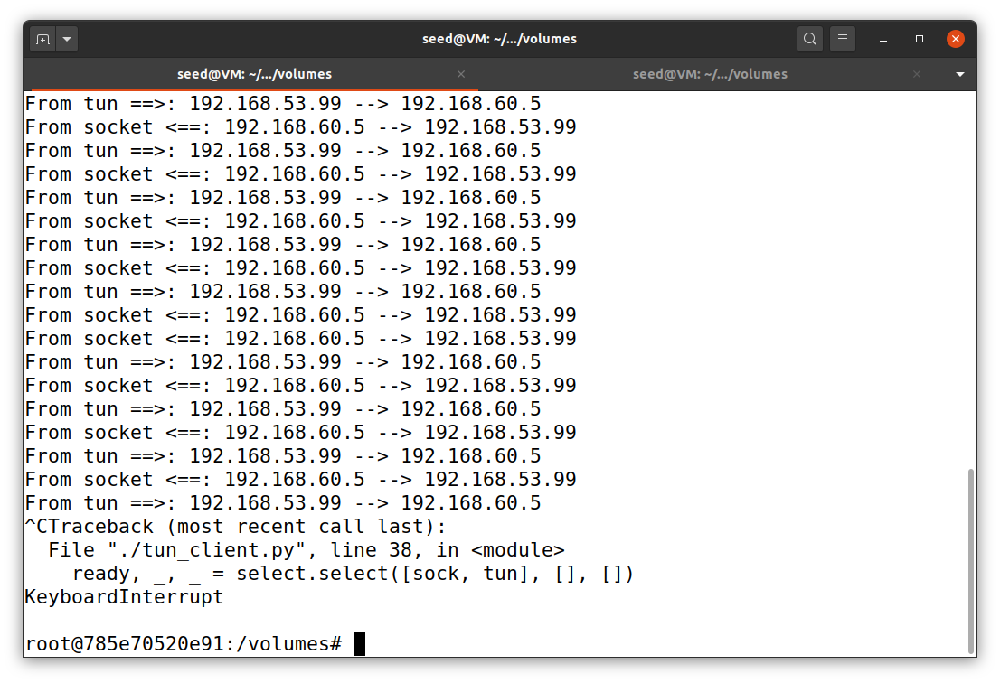 seed@VM: ~/.../volumes
seed@VM: ~/.../volumes
seed@VM: ~/.../volumes
From tun ==>: 192.168.53.99 --> 192.168.60.5
From socket <==: 192.168.60.5 --> 192.168.53.99
From tun ==>: 192.168.53.99 --> 192.168.60.5
From socket <==: 192.168.60.5 --> 192.168.53.99
From tun ==>: 192.168.53.99 --> 192.168.60.5
From socket <==: 192.168.60.5 --> 192.168.53.99
From tun ==>: 192.168.53.99 --> 192.168.60.5
From socket <==: 192.168.60.5 --> 192.168.53.99
From tun ==>: 192.168.53.99 --> 192.168.60.5
From socket <==: 192.168.60.5 --> 192.168.53.99
From socket <==: 192.168.60.5 --> 192.168.53.99
From tun ==>: 192.168.53.99 --> 192.168.60.5
From socket <==: 192.168.60.5 --> 192.168.53.99
From tun ==>: 192.168.53.99 --> 192.168.60.5
From socket <==: 192.168.60.5 --> 192.168.53.99
From tun ==>: 192.168.53.99 --> 192.168.60.5
From socket <==: 192.168.60.5 --> 192.168.53.99
From tun ==>: 192.168.53.99 --> 192.168.60.5
^CTraceback (most recent call last):
  File "./tun_client.py", line 38, in <module>
    ready, _, _ = select.select([sock, tun], [], [])
KeyboardInterrupt
root@785e70520e91:/volumes#